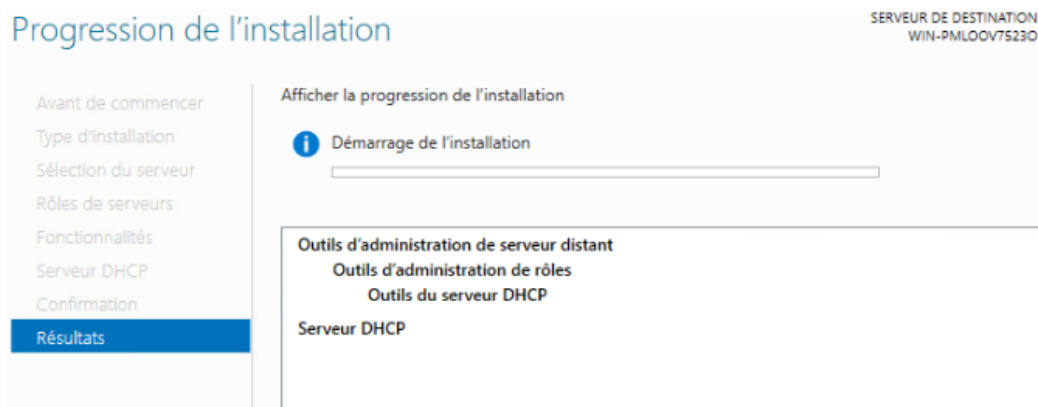 Progression de l’installation
SERVEUR DE DESTINATION
WIN-PMLOOV7523O
Avant de commencer
Type d’installation
Sélection du serveur
Rôles de serveurs
Fonctionnalités
Serveur DHCP
Confirmation
Résultats
Afficher la progression de l’installation
Démarrage de l’installation
Outils d’administration de serveur distant
Outils d’administration de rôles
Outils du serveur DHCP
Serveur DHCP